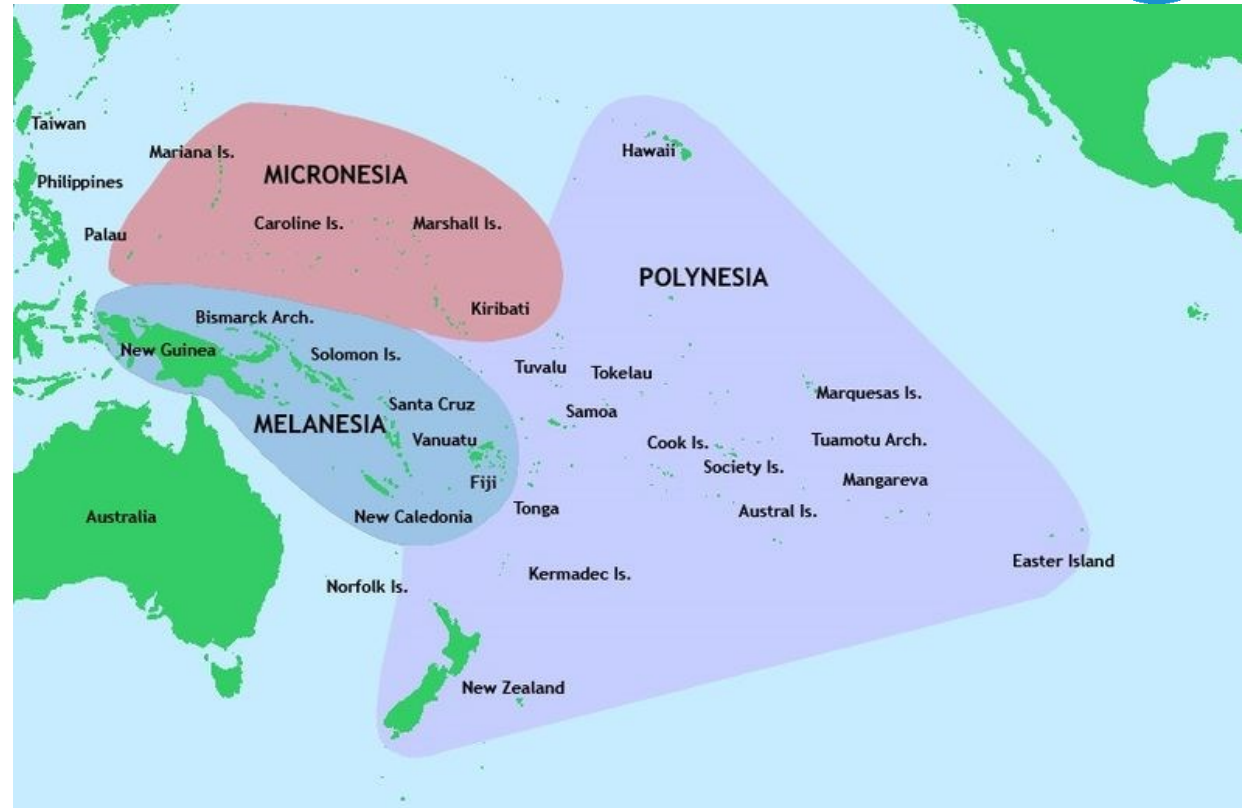 Taiwan
Mariana Is.
Hawaii
MICRONESIA
Philippines
Caroline Is.
Marshall Is.
Palau
POLYNESIA
Kiribati
Bismarck Arch.
New Guinea
Solomon Is.
Tuvalu
Tokelau
Marquesas Is.
Santa Cruz
Samoa
MELANESIA
Vanuatu
Cook Is.
Tuamotu Arch.
Society Is.
Fiji
Mangareva
Tonga
Australia
New Caledonia
Austral Is.
Easter Island
Kermadec Is.
Norfolk Is.
New Zealand